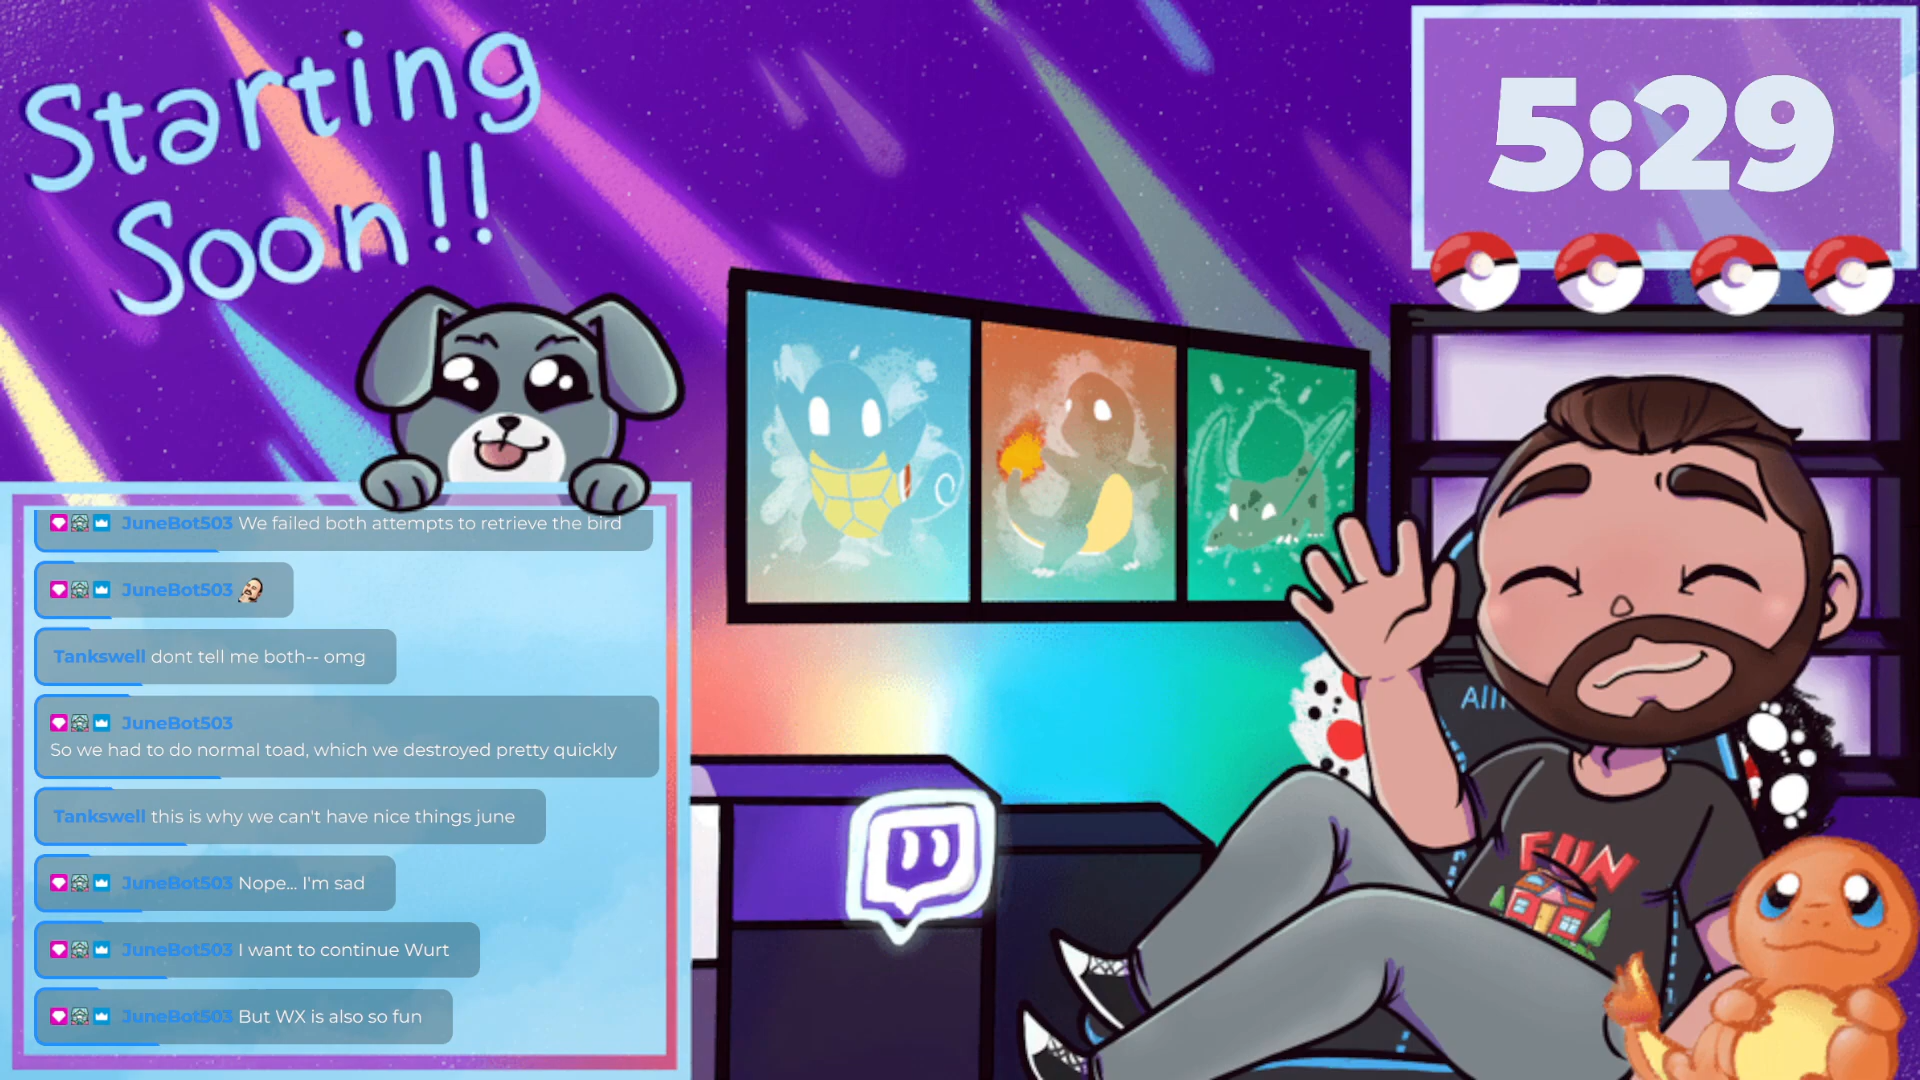 Starting
Soon!!
5:29
JuneBot503 We failed both attempts to retrieve the bird
JuneBot503
Tankswell dont tell me both-- omg
JuneBot503
So we had to do normal toad, which we destroyed pretty quickly
Tankswell this is why we can't have nice things june
JuneBot503 Nope... I'm sad
JuneBot503 I want to continue Wurt
JuneBot503 But WX is also so fun
FUN